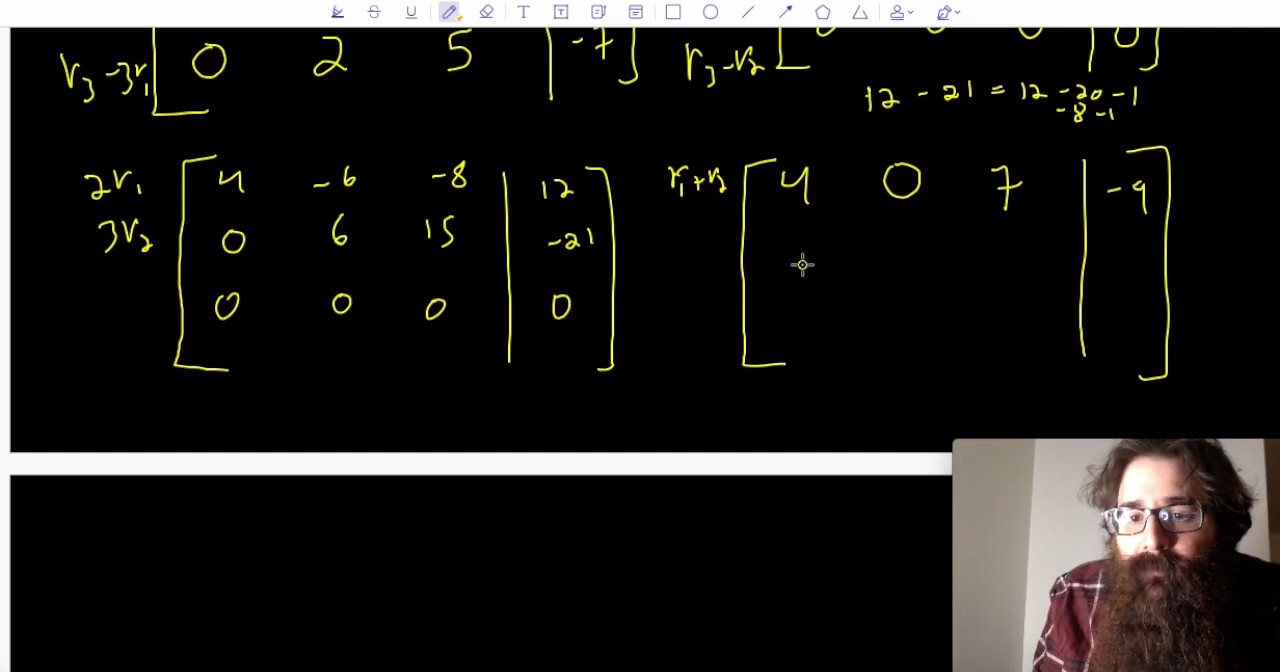 r₃ - 3r₁ [ 0 2 5 | -7 ] r₃ - r₂ [ 0 ]
12 - 21 = 12 - 20 - 1
-8 -1
2r₁ [ 4 -6 -8 | 12 ] r₁+r₂ [ 4 0 7 | -9 ]
3r₂ 0 6 15 | -21
0 0 0 | 0